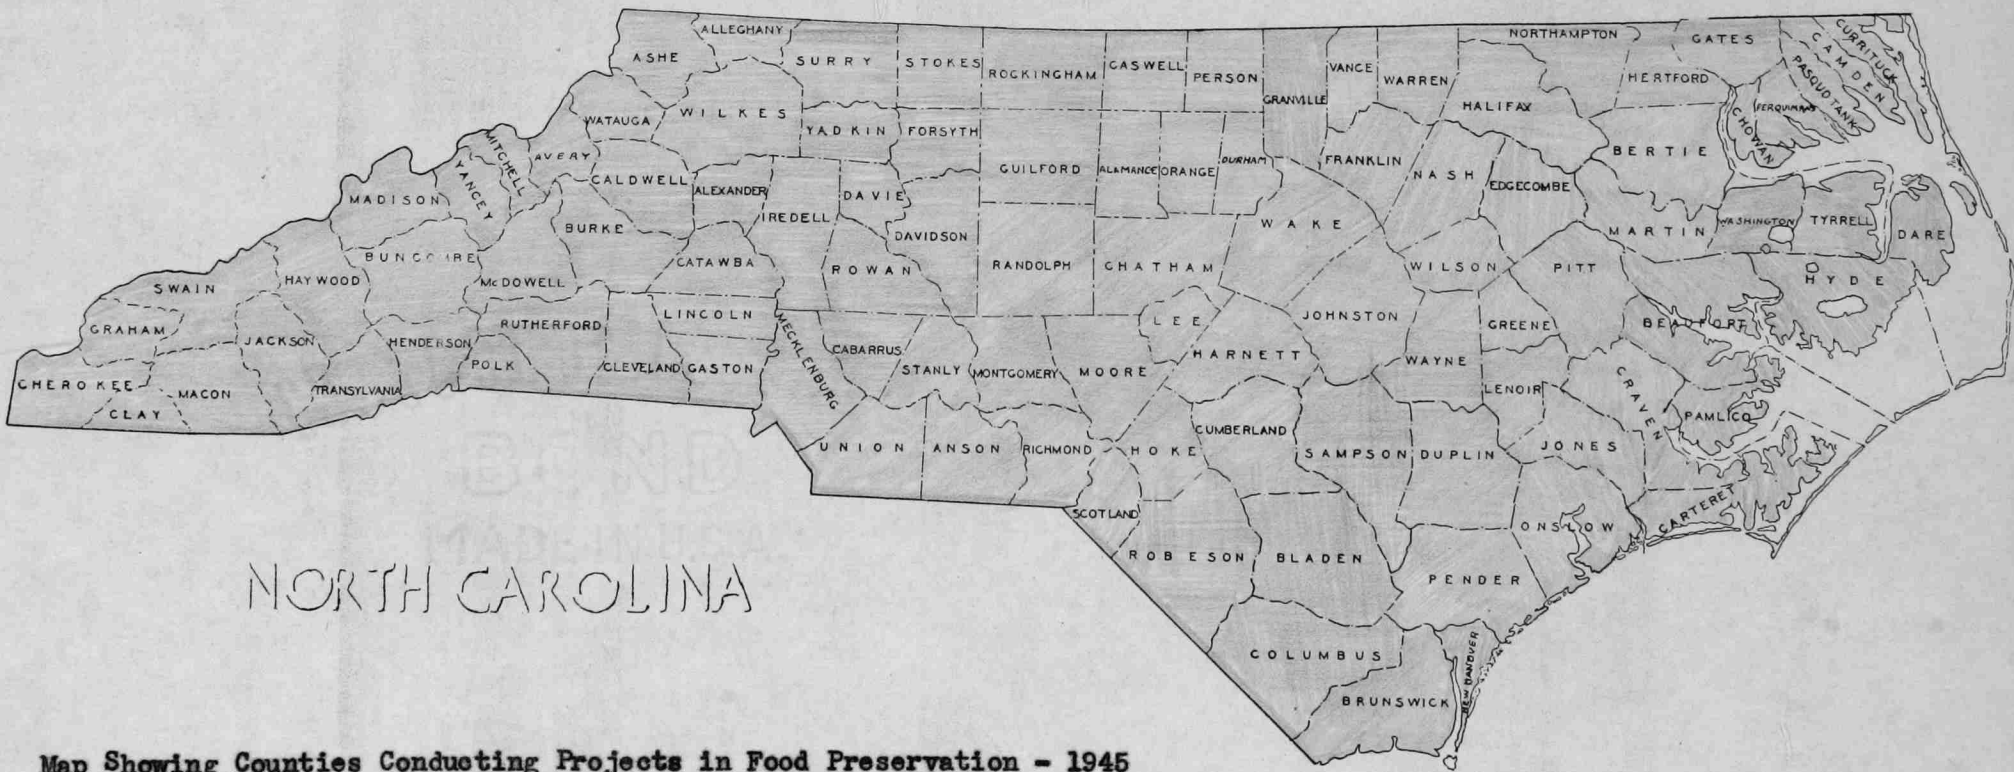 ALLEGHANY
NORTHAMPTON
GATES
CURRITUCK
CAMDEN
PASQUOTANK
ASHE
SURRY
STOKES
ROCKINGHAM
CASWELL
PERSON
VANCE
WARREN
HERTFORD
GRANVILLE
HALIFAX
PERQUIMANS
CHOWAN
WATAUGA
WILKES
YADKIN
FORSYTH
MITCHELL
AVERY
YANCEY
CALDWELL
ALEXANDER
DAVIE
GUILFORD
ALAMANCE
ORANGE
DURHAM
FRANKLIN
NASH
EDGECOMBE
BERTIE
MADISON
IREDELL
BURKE
DAVIDSON
WAKE
MARTIN
WASHINGTON
TYRRELL
DARE
BUNCOMBE
CATAWBA
ROWAN
RANDOLPH
CHATHAM
WILSON
PITT
HYDE
SWAIN
HAYWOOD
McDOWELL
GRAHAM
JACKSON
HENDERSON
RUTHERFORD
LINCOLN
MECKLENBURG
CABARRUS
LEE
JOHNSTON
GREENE
BEAUFORT
CHEROKEE
MACON
TRANSYLVANIA
POLK
CLEVELAND
GASTON
STANLY
MONTGOMERY
MOORE
HARNETT
WAYNE
LENOIR
CRAVEN
PAMLICO
CLAY
UNION
ANSON
RICHMOND
HOKE
CUMBERLAND
SAMPSON
DUPLIN
JONES
SCOTLAND
CARTERET
ONSLOW
ROBESON
BLADEN
PENDER
COLUMBUS
NEW HANOVER
BRUNSWICK
BOND
MADE IN U.S.A.
NORTH CAROLINA
Map Showing Counties Conducting Projects in Food Preservation - 1945